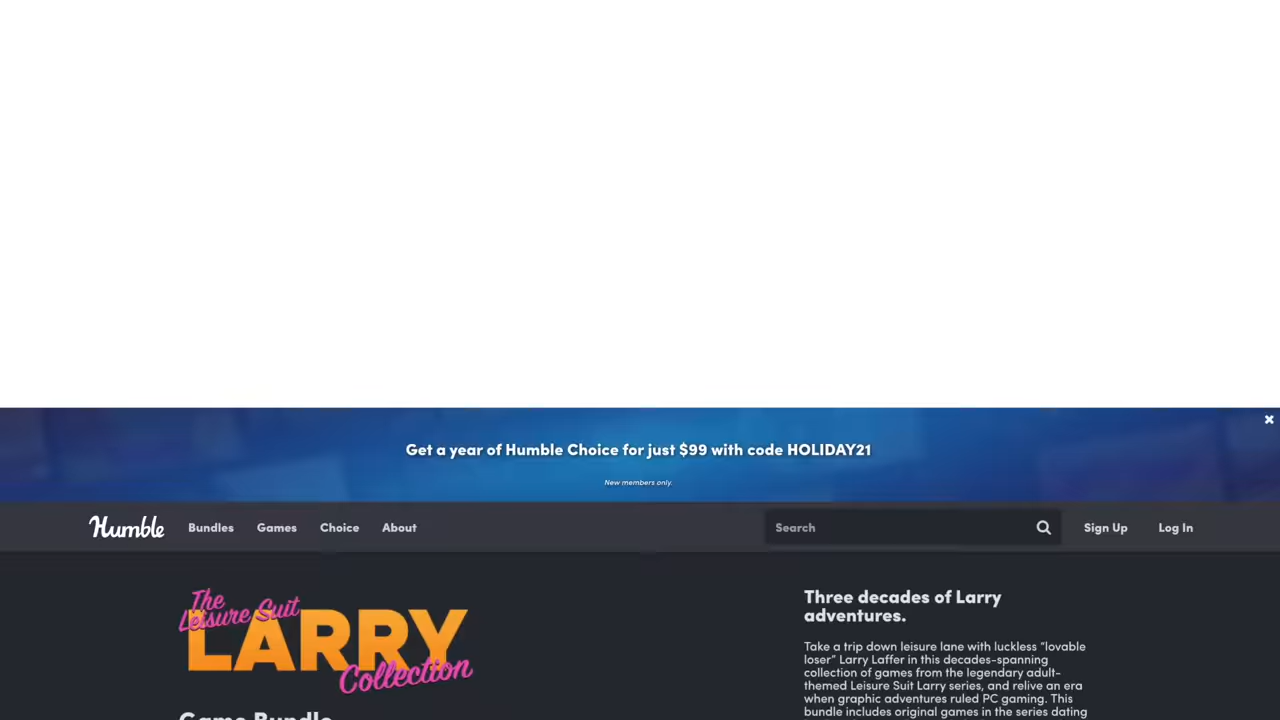 Get a year of Humble Choice for just $99 with code HOLIDAY21
New members only.
Humble Bundles Games Choice About Search Sign Up Log In
The
Leisure Suit
LARRY
Collection
Game Bundle
Three decades of Larry
adventures.
Take a trip down leisure lane with luckless “lovable
loser” Larry Laffer in this decades-spanning
collection of games from the legendary adult-
themed Leisure Suit Larry series, and relive an era
when graphic adventures ruled PC gaming. This
bundle includes original games in the series dating